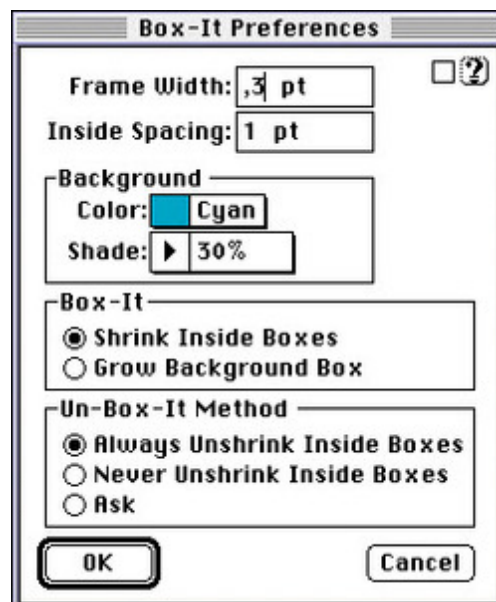 Box-It Preferences
Frame Width: ,3 pt
?
Inside Spacing: 1 pt
Background
Color: Cyan
Shade: 30%
Box-It
Shrink Inside Boxes
Grow Background Box
Un-Box-It Method
Always Unshrink Inside Boxes
Never Unshrink Inside Boxes
Ask
OK Cancel